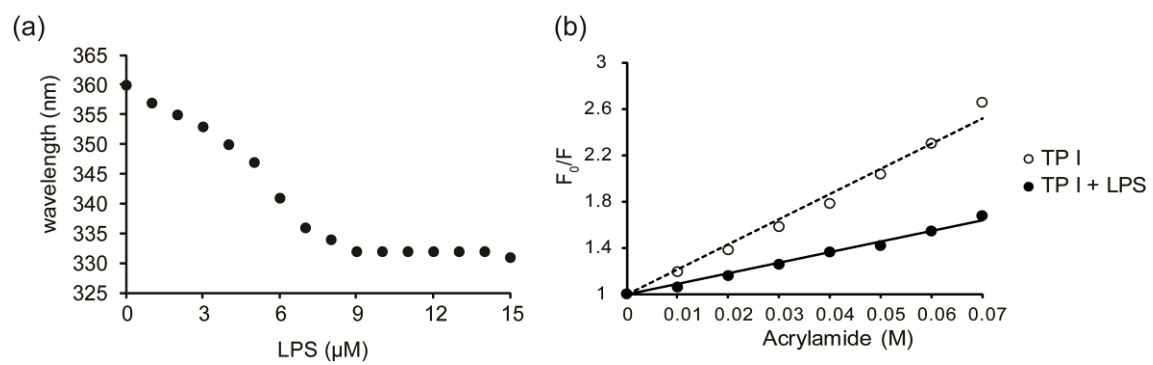 (a)
365
360
355
350
345
340
335
330
325
wavelength (nm)
0 3 6 9 12 15
LPS (µM)
(b)
3
2.6
2.2
1.8
1.4
1
F₀/F
0 0.01 0.02 0.03 0.04 0.05 0.06 0.07
Acrylamide (M)
TP I
TP I + LPS